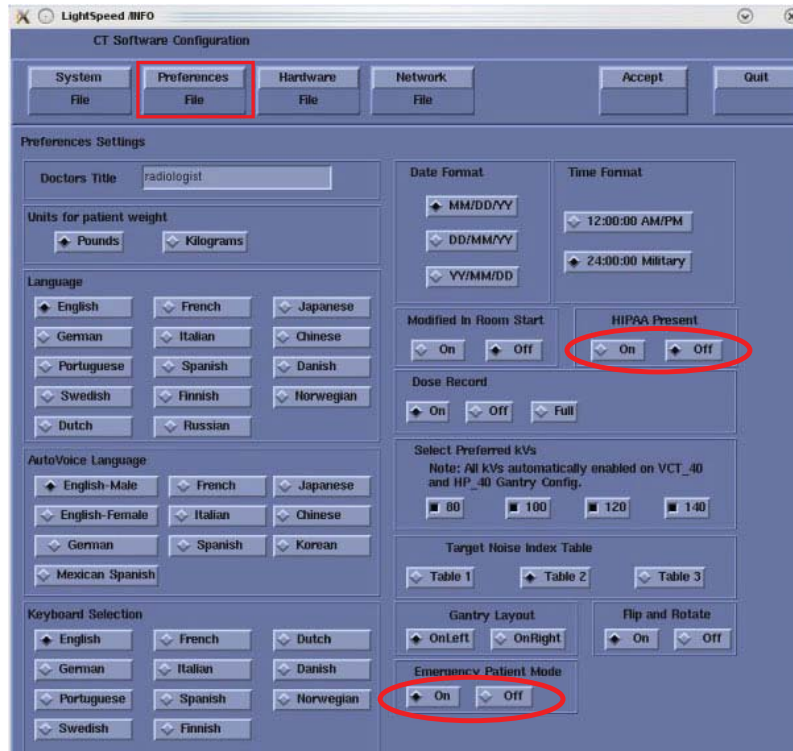 LightSpeed /INFO
CT Software Configuration
System Preferences Hardware Network Accept Quit
File File File File
Preferences Settings
Doctors Title radiologist
Units for patient weight
Pounds Kilograms
Language
English French Japanese
German Italian Chinese
Portuguese Spanish Danish
Swedish Finnish Norwegian
Dutch Russian
AutoVoice Language
English-Male French Japanese
English-Female Italian Chinese
German Spanish Korean
Mexican Spanish
Keyboard Selection
English French Dutch
German Italian Danish
Portuguese Spanish Norwegian
Swedish Finnish
Date Format
MM/DD/YY
DD/MM/YY
YY/MM/DD
Time Format
12:00:00 AM/PM
24:00:00 Military
Modified In Room Start
On Off
HIPAA Present
On Off
Dose Record
On Off Full
Select Preferred kVs
Note: All kVs automatically enabled on VCT_40
and HP_40 Gantry Config.
80 100 120 140
Target Noise Index Table
Table 1 Table 2 Table 3
Gantry Layout
OnLeft OnRight
Flip and Rotate
On Off
Emergency Patient Mode
On Off